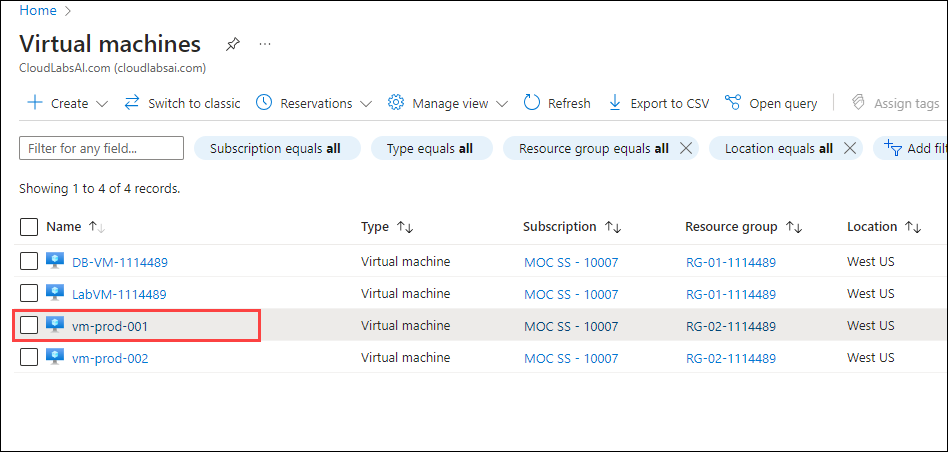 Home >
Virtual machines ...
CloudLabsAI.com (cloudlabsai.com)
+ Create Switch to classic Reservations Manage view Refresh Export to CSV Open query Assign tags
Filter for any field... Subscription equals all Type equals all Resource group equals all Location equals all Add filt
Showing 1 to 4 of 4 records.
Name Type Subscription Resource group Location
DB-VM-1114489 Virtual machine MOC SS - 10007 RG-01-1114489 West US
LabVM-1114489 Virtual machine MOC SS - 10007 RG-01-1114489 West US
vm-prod-001 Virtual machine MOC SS - 10007 RG-02-1114489 West US
vm-prod-002 Virtual machine MOC SS - 10007 RG-02-1114489 West US